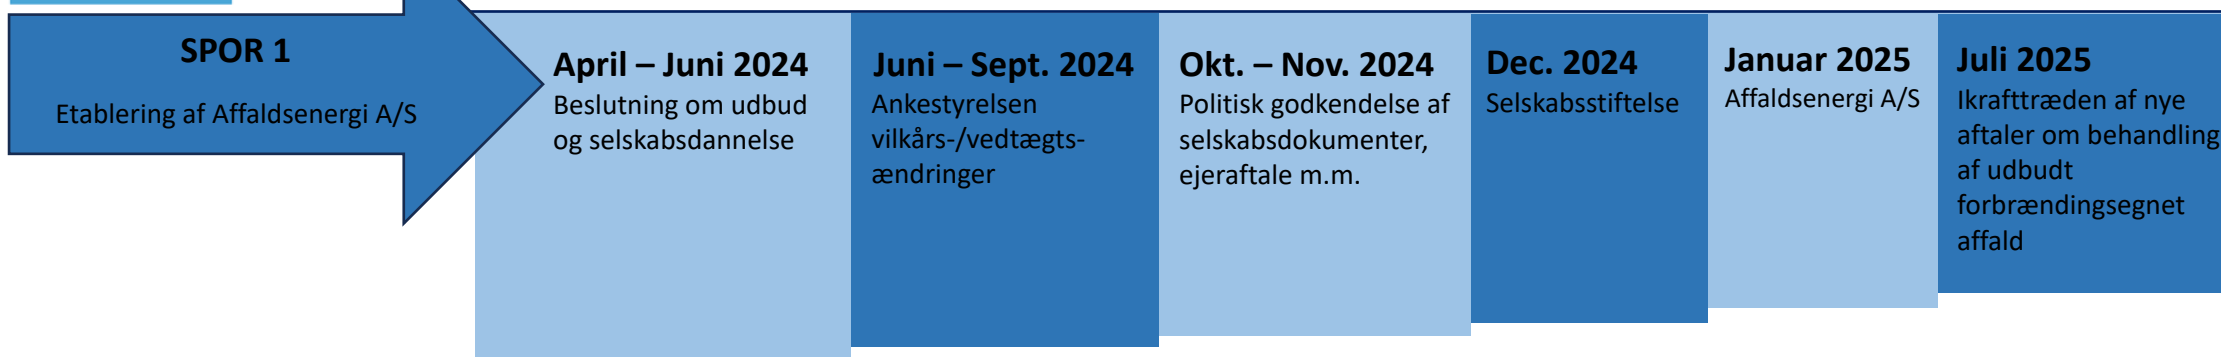 SPOR 1
Etablering af Affaldsenergi A/S
April – Juni 2024
Beslutning om udbud
og selskabsdannelse
Juni – Sept. 2024
Ankestyrelsen
vilkårs-/vedtægts-
ændringer
Okt. – Nov. 2024
Politisk godkendelse af
selskabsdokumenter,
ejeraftale m.m.
Dec. 2024
Selskabsstiftelse
Januar 2025
Affaldsenergi A/S
Juli 2025
Ikrafttræden af nye
aftaler om behandling
af udbudt
forbrændingsegnet
affald